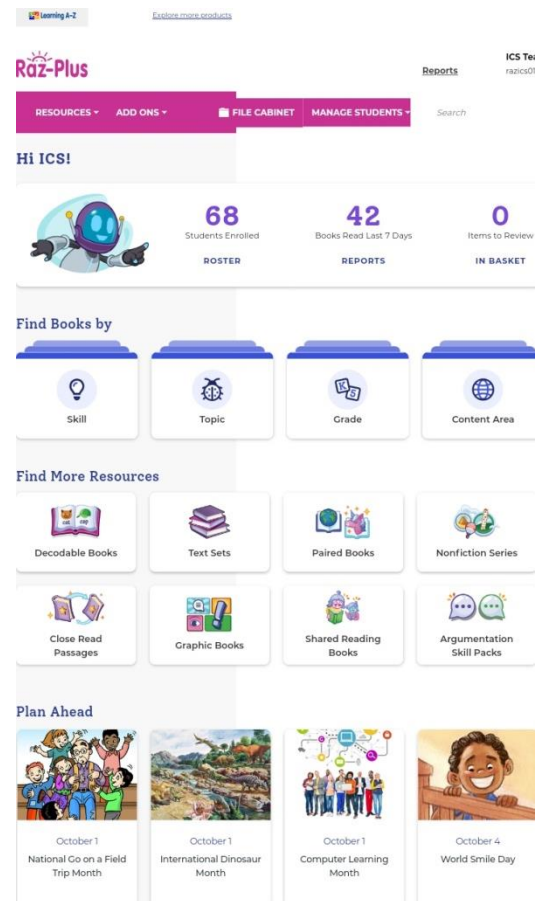 Learning A-Z
Explore more products
Raz-Plus
Reports
ICS Tea
razics01
RESOURCES
ADD ONS
FILE CABINET
MANAGE STUDENTS
Search
Hi ICS!
68
42
0
Students Enrolled
Books Read Last 7 Days
Items to Review
ROSTER
REPORTS
IN BASKET
Find Books by
K
5
Skill
Topic
Grade
Content Area
Find More Resources
cat
cap
Decodable Books
Text Sets
Paired Books
Nonfiction Series
Close Read
Passages
Graphic Books
Shared Reading
Books
Argumentation
Skill Packs
Plan Ahead
October 1
October 1
October 1
October 4
National Go on a Field
Trip Month
International Dinosaur
Month
Computer Learning
Month
World Smile Day